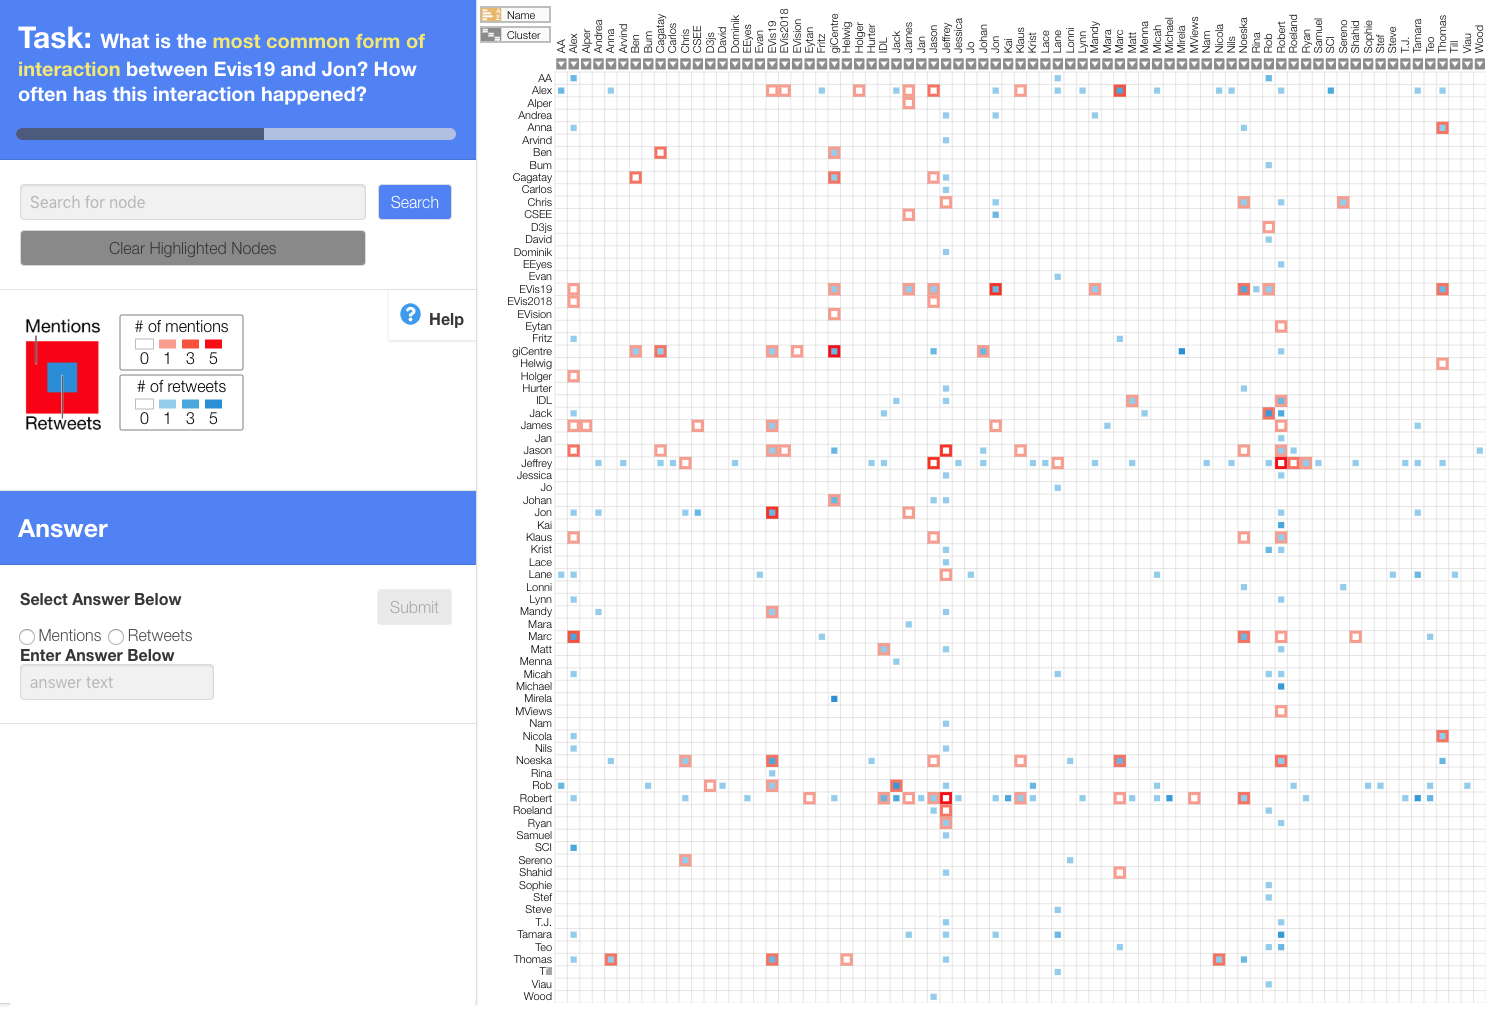 Task: What is the most common form of
interaction between Evis19 and Jon? How
often has this interaction happened?
Search for node
Search
Clear Highlighted Nodes
Help
Mentions
Retweets
# of mentions
0 1 3 5
# of retweets
0 1 3 5
Answer
Select Answer Below
Submit
Mentions
Retweets
Enter Answer Below
answer text
Name
Cluster
AA
Alex
Alper
Andrea
Anna
Arvind
Ben
Bum
Cagatay
Carlos
Chris
CSEE
D3js
David
Dominik
EEyes
Evan
EVis19
EVis2018
EVision
Eytan
Fritz
giCentre
Helwig
Holger
Hurter
IDL
Jack
James
Jan
Jason
Jeffrey
Jessica
Jo
Johan
Jon
Kai
Klaus
Krist
Lace
Lane
Lonni
Lynn
Mandy
Mara
Marc
Matt
Menna
Micah
Michael
Mirela
MViews
Nam
Nicola
Nils
Noeska
Rina
Rob
Robert
Roeland
Ryan
Samuel
SCI
Sereno
Shahid
Sophie
Stef
Steve
T.J.
Tamara
Teo
Thomas
Till
Viau
Wood
AA
Alex
Alper
Andrea
Anna
Arvind
Ben
Bum
Cagatay
Carlos
Chris
CSEE
D3js
David
Dominik
EEyes
Evan
EVis19
EVis2018
EVision
Eytan
Fritz
giCentre
Helwig
Holger
Hurter
IDL
Jack
James
Jan
Jason
Jeffrey
Jessica
Jo
Johan
Jon
Kai
Klaus
Krist
Lace
Lane
Lonni
Lynn
Mandy
Mara
Marc
Matt
Menna
Micah
Michael
Mirela
MViews
Nam
Nicola
Nils
Noeska
Rina
Rob
Robert
Roeland
Ryan
Samuel
SCI
Sereno
Shahid
Sophie
Stef
Steve
T.J.
Tamara
Teo
Thomas
Till
Viau
Wood